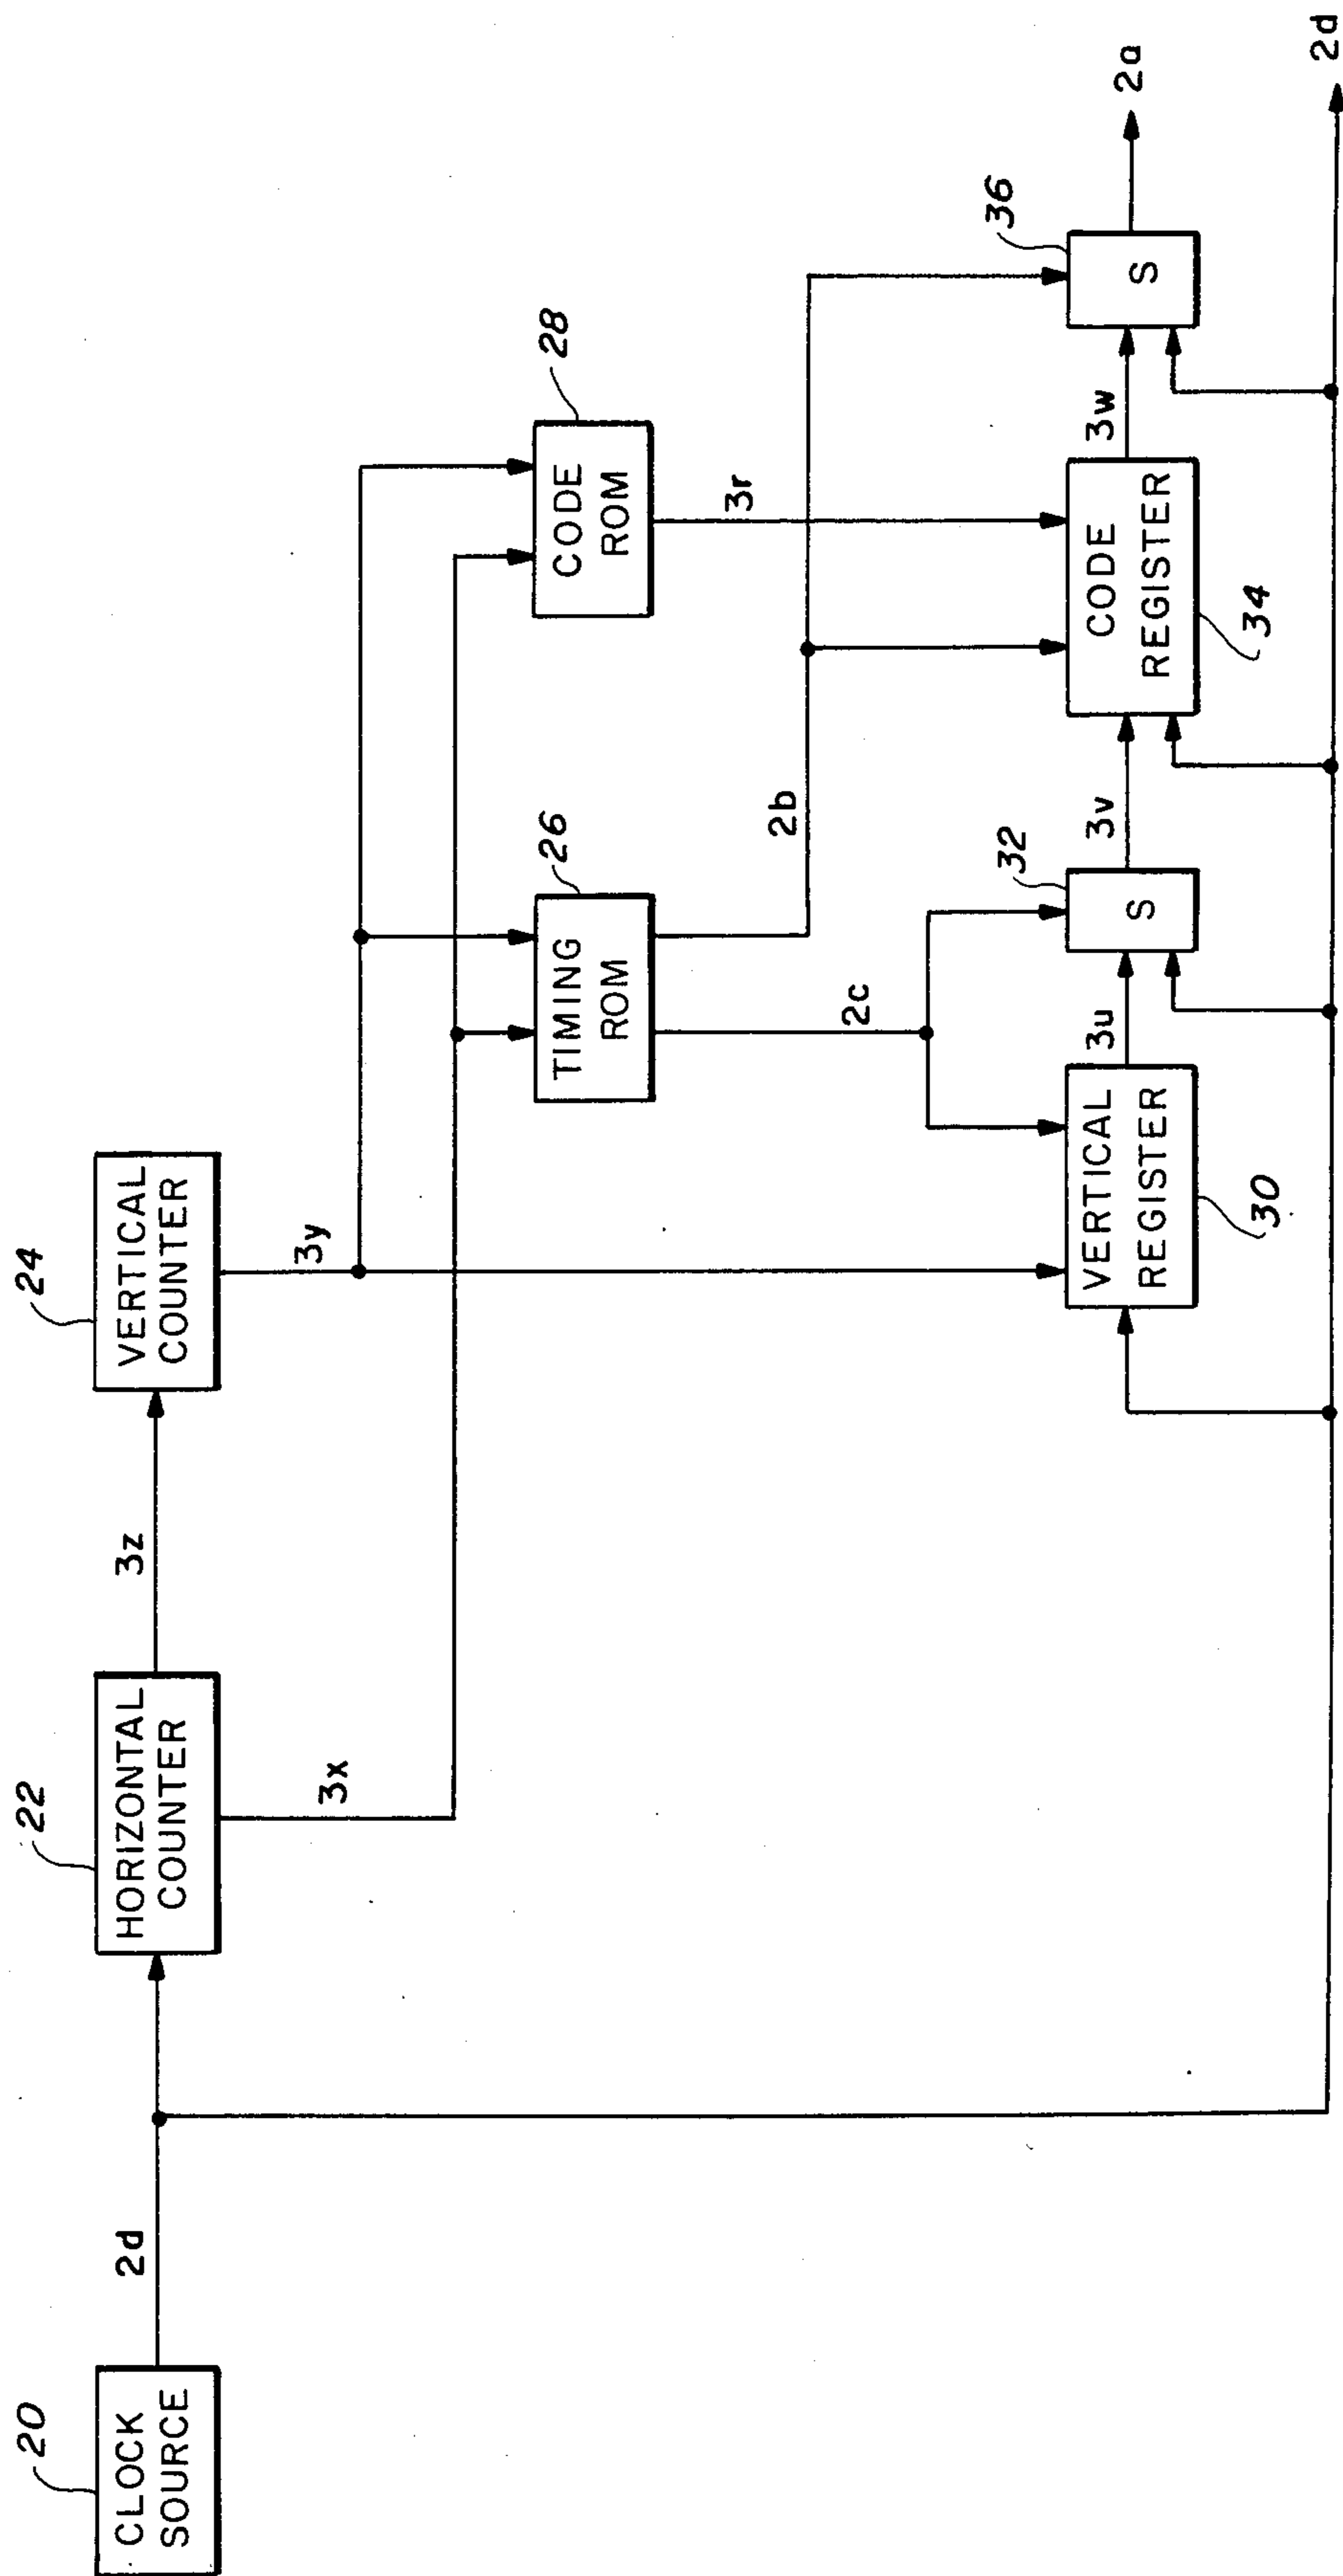 20
CLOCK
SOURCE
2d
22
HORIZONTAL
COUNTER
3z
24
VERTICAL
COUNTER
3x
3y
26
TIMING
ROM
28
CODE
ROM
2c
2b
3r
VERTICAL
REGISTER
30
3u
32
S
3v
CODE
REGISTER
34
3w
36
S
2a
2d